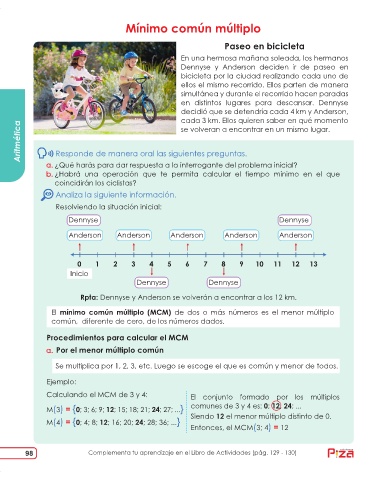 Mínimo común múltiplo
Paseo en bicicleta
En una hermosa mañana soleada, los hermanos
Dennyse y Anderson deciden ir de paseo en
bicicleta por la ciudad realizando cada uno de
ellos el mismo recorrido. Ellos parten de manera
simultánea y durante el recorrido hacen paradas
en distintos lugares para descansar. Dennyse
decidió que se detendría cada 4 km y Anderson,
cada 3 km. Ellos quieren saber en qué momento
se volverán a encontrar en un mismo lugar.
Aritmética
Responde de manera oral las siguientes preguntas.
a. ¿Qué harás para dar respuesta a la interrogante del problema inicial?
b. ¿Habrá una operación que te permita calcular el tiempo mínimo en el que
coincidirán los ciclistas?
Analiza la siguiente información.
Resolviendo la situación inicial:
Dennyse Dennyse
Anderson Anderson Anderson Anderson Anderson
0 1 2 3 4 5 6 7 8 9 10 11 12 13
Inicio
Dennyse Dennyse
Rpta: Dennyse y Anderson se volverán a encontrar a los 12 km.
El mínimo común múltiplo (MCM) de dos o más números es el menor múltiplo
común, diferente de cero, de los números dados.
Procedimientos para calcular el MCM
a. Por el menor múltiplo común
Se multiplica por 1, 2, 3, etc. Luego se escoge el que es común y menor de todos.
Ejemplo:
Calculando el MCM de 3 y 4:
M(3) = {0; 3; 6; 9; 12; 15; 18; 21; 24; 27; ...}
M(4) = {0; 4; 8; 12; 16; 20; 24; 28; 36; ...}
El conjunto formado por los múltiplos
comunes de 3 y 4 es: 0; 12; 24; ...
Siendo 12 el menor múltiplo distinto de 0.
Entonces, el MCM(3; 4) = 12
98 Complementa tu aprendizaje en el Libro de Actividades (pág. 129 - 130)